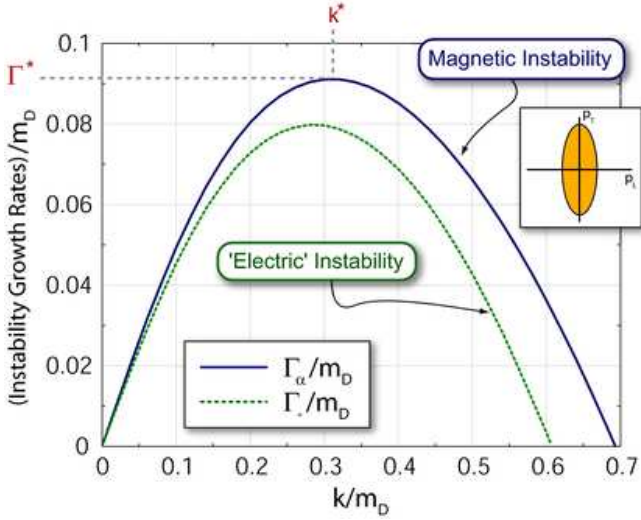 k*
Γ*
0.1
0.08
0.06
0.04
0.02
0
(Instability Growth Rates)/m_D
Magnetic Instability
p_T
p_L
'Electric' Instability
Γ_α/m_D
Γ_-/m_D
0 0.1 0.2 0.3 0.4 0.5 0.6 0.7
k/m_D